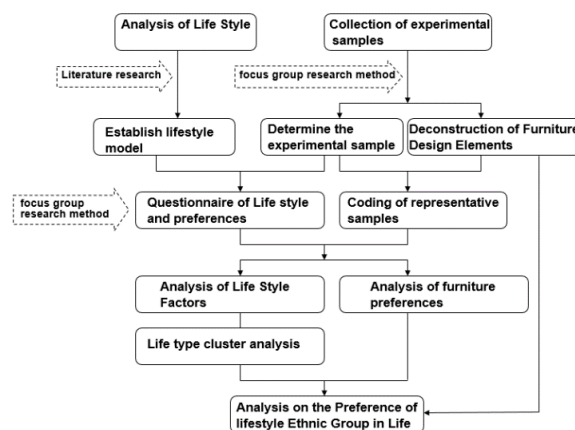 Analysis of Life Style
Collection of experimental
samples
Literature research
focus group research method
Establish lifestyle
model
Determine the
experimental sample
Deconstruction of Furniture
Design Elements
focus group
research method
Questionnaire of Life style
and preferences
Coding of representative
samples
Analysis of Life Style
Factors
Analysis of furniture
preferences
Life type cluster analysis
Analysis on the Preference of
lifestyle Ethnic Group in Life